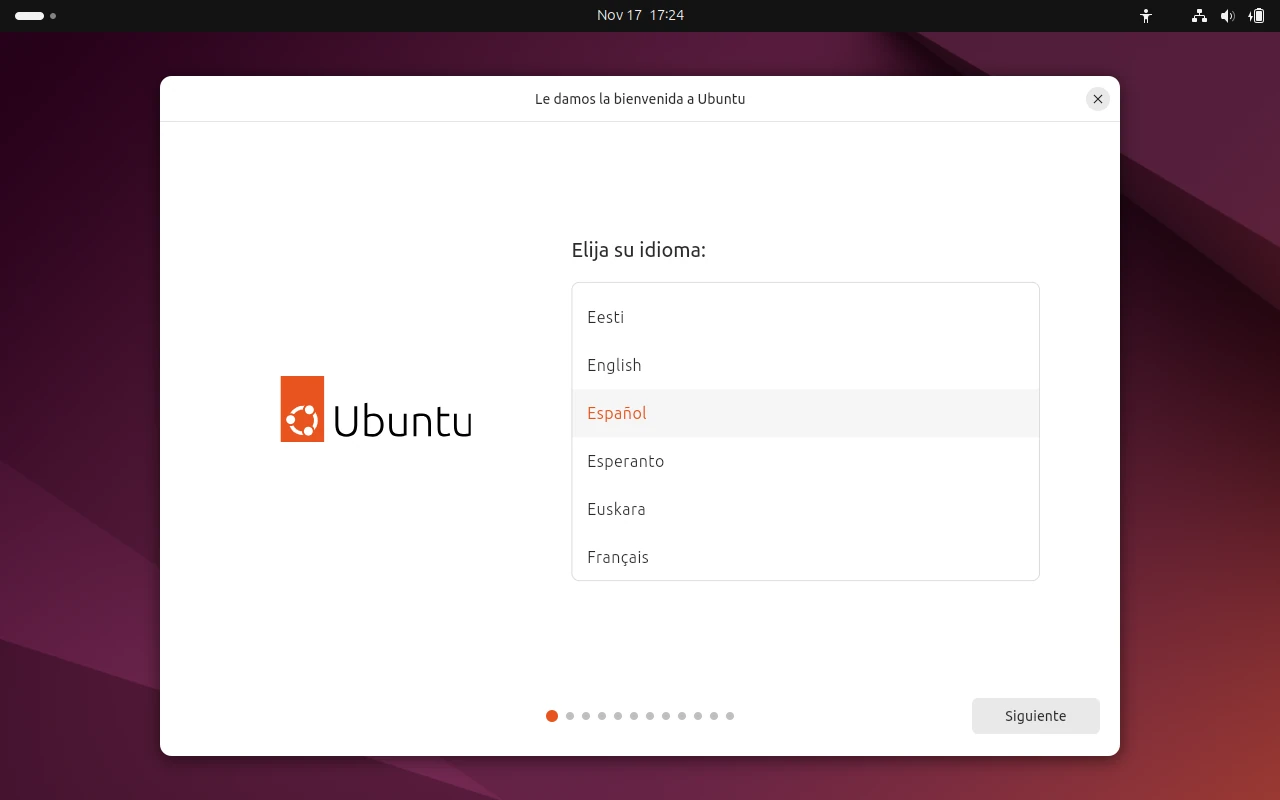 Nov 17 17:24
Le damos la bienvenida a Ubuntu
Elija su idioma:
Eesti
English
Español
Esperanto
Euskara
Français
Ubuntu
Siguiente